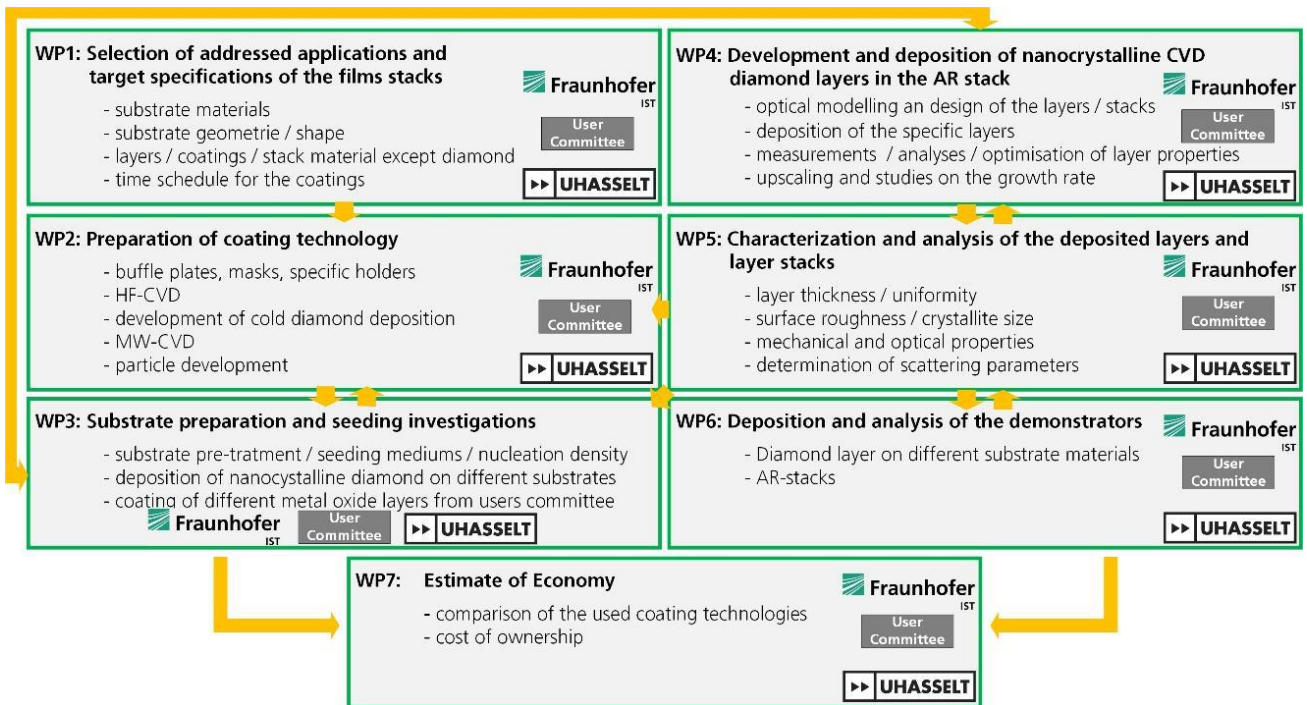 WP1: Selection of addressed applications and
target specifications of the films stacks
- substrate materials
- substrate geometrie / shape
- layers / coatings / stack material except diamond
- time schedule for the coatings
Fraunhofer
IST
User
Committee
UHASSELT
WP2: Preparation of coating technology
- buffle plates, masks, specific holders
- HF-CVD
- development of cold diamond deposition
- MW-CVD
- particle development
Fraunhofer
IST
User
Committee
UHASSELT
WP3: Substrate preparation and seeding investigations
- substrate pre-tratment / seeding mediums / nucleation density
- deposition of nanocrystalline diamond on different substrates
- coating of different metal oxide layers from users committee
Fraunhofer
IST
User
Committee
UHASSELT
WP4: Development and deposition of nanocrystalline CVD
diamond layers in the AR stack
- optical modelling an design of the layers / stacks
- deposition of the specific layers
- measurements / analyses / optimisation of layer properties
- upscaling and studies on the growth rate
Fraunhofer
IST
User
Committee
UHASSELT
WP5: Characterization and analysis of the deposited layers and
layer stacks
- layer thickness / uniformity
- surface roughness / crystallite size
- mechanical and optical properties
- determination of scattering parameters
Fraunhofer
IST
User
Committee
UHASSELT
WP6: Deposition and analysis of the demonstrators
- Diamond layer on different substrate materials
- AR-stacks
Fraunhofer
IST
User
Committee
UHASSELT
WP7: Estimate of Economy
- comparison of the used coating technologies
- cost of ownership
Fraunhofer
IST
User
Committee
UHASSELT